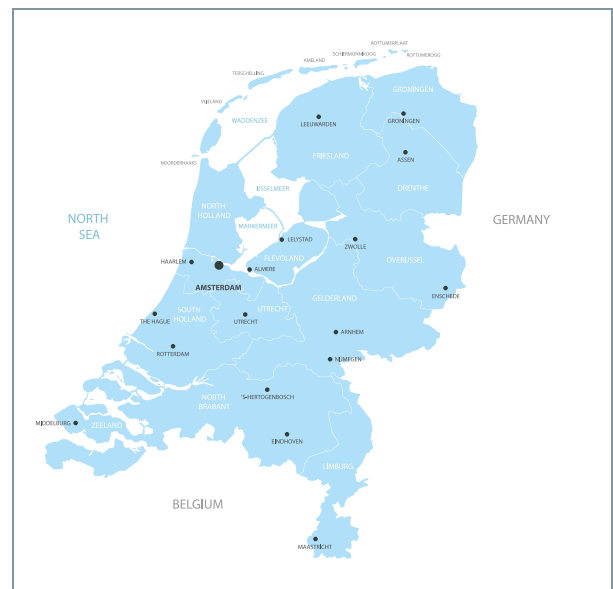 ROTTUMERPLAAT
SCHIERMONNIKOOG
ROTTUMEROOG
AMELAND
TERSCHELLING
GRONINGEN
VLIELAND
WADDENZEE
LEEUWARDEN
GRONINGEN
FRIESLAND
ASSEN
NOORDERHAAKS
DRENTHE
IJSSELMEER
NORTH
HOLLAND
NORTH
SEA
GERMANY
MARKERMEER
LELYSTAD
ZWOLLE
FLEVOLAND
HAARLEM
OVERIJSSEL
ALMERE
AMSTERDAM
ENSCHEDE
GELDERLAND
UTRECHT
SOUTH
HOLLAND
THE HAGUE
UTRECHT
ARNHEM
ROTTERDAM
NIJMEGEN
'S-HERTOGENBOSCH
NORTH
BRABANT
MIDDELBURG
ZEELAND
EINDHOVEN
LIMBURG
BELGIUM
MAASTRICHT